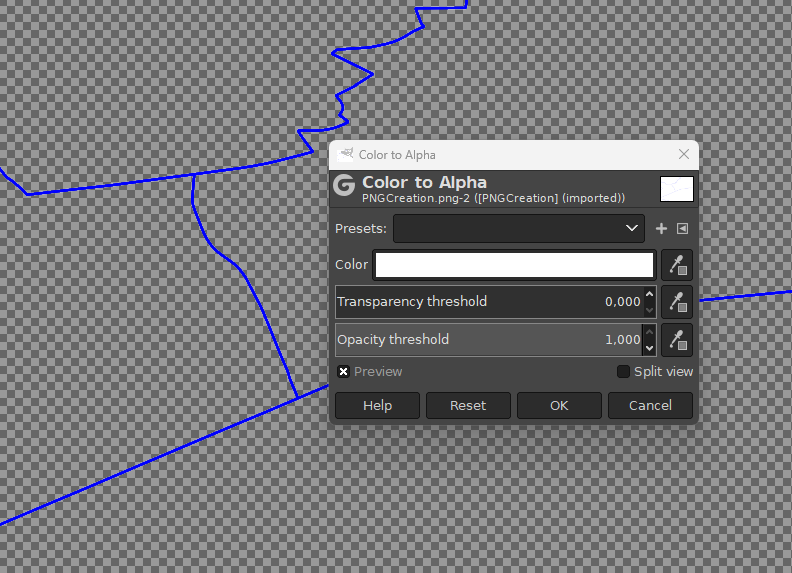 Color to Alpha
Color to Alpha
PNGCreation.png-2 ([PNGCreation] (imported))
Presets:
Color
Transparency threshold 0,000
Opacity threshold 1,000
Preview Split view
Help Reset OK Cancel